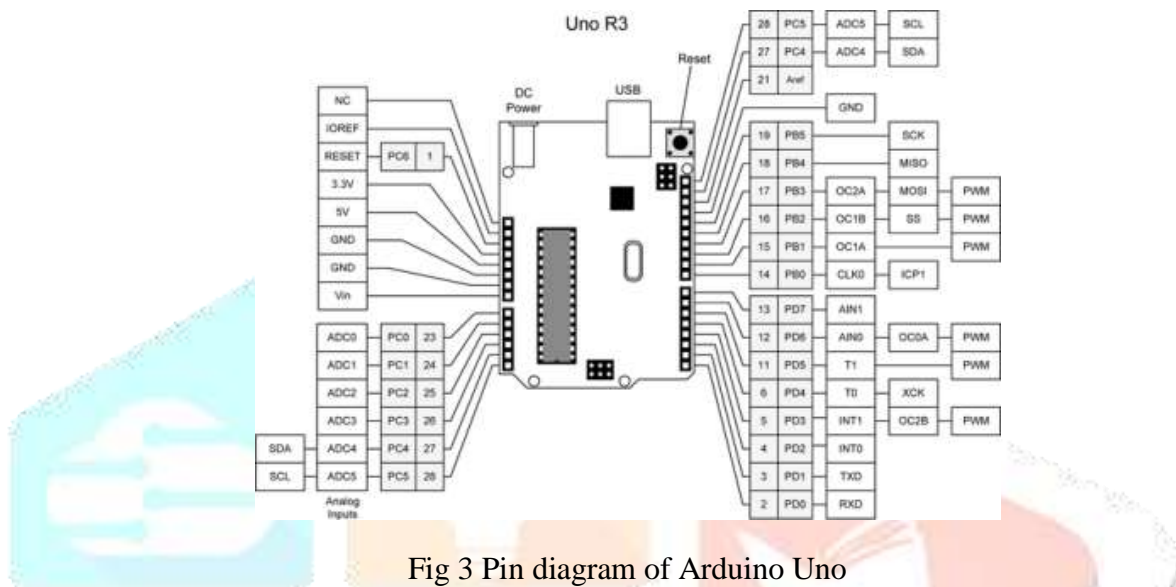 Uno R3
Reset
DC
Power
USB
NC
IOREF
RESET PC6 1
3.3V
5V
GND
GND
Vin
ADC0 PC0 23
ADC1 PC1 24
ADC2 PC2 25
ADC3 PC3 26
SDA ADC4 PC4 27
SCL ADC5 PC5 28
Analog
Inputs
28 PC5 ADC5 SCL
27 PC4 ADC4 SDA
21 Aref
GND
19 PB5 SCK
18 PB4 MISO
17 PB3 OC2A MOSI PWM
16 PB2 OC1B SS PWM
15 PB1 OC1A PWM
14 PB0 CLK0 ICP1
13 PD7 AIN1
12 PD6 AIN0 OC0A PWM
11 PD5 T1 PWM
6 PD4 T0 XCK
5 PD3 INT1 OC2B PWM
4 PD2 INT0
3 PD1 TXD
2 PD0 RXD
Fig 3 Pin diagram of Arduino Uno